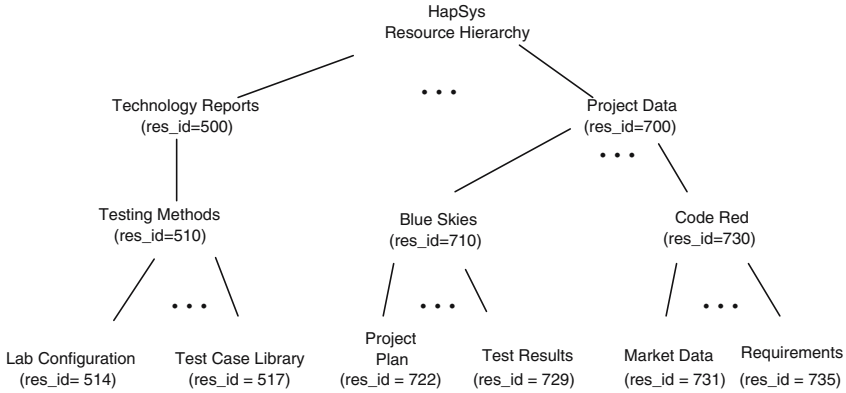 HapSys
Resource Hierarchy
• • •
Technology Reports
(res_id=500)
Project Data
(res_id=700)
• • •
Testing Methods
(res_id=510)
Blue Skies
(res_id=710)
Code Red
(res_id=730)
• • •
• • •
• • •
Lab Configuration
(res_id= 514)
Test Case Library
(res_id = 517)
Project
Plan
(res_id = 722)
Test Results
(res_id = 729)
Market Data
(res_id = 731)
Requirements
(res_id = 735)